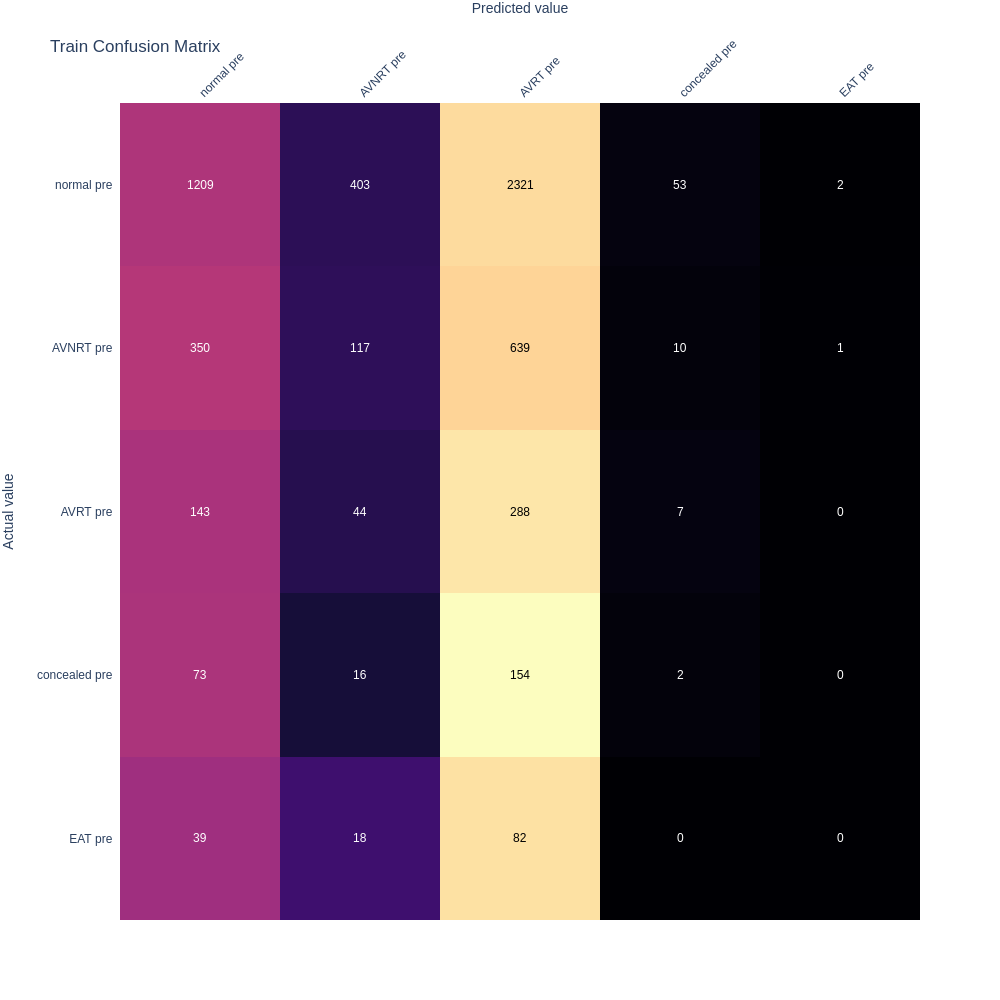 Predicted value
Train Confusion Matrix
normal pre AVNRT pre AVRT pre concealed pre EAT pre
normal pre 1209 403 2321 53 2
AVNRT pre 350 117 639 10 1
AVRT pre 143 44 288 7 0
concealed pre 73 16 154 2 0
EAT pre 39 18 82 0 0
Actual value